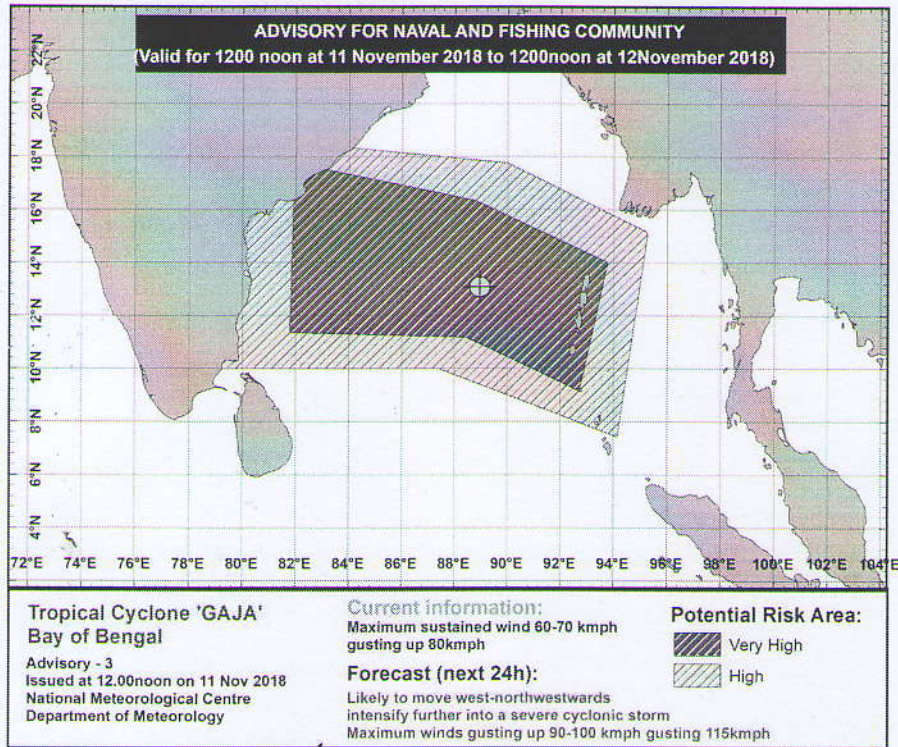 ADVISORY FOR NAVAL AND FISHING COMMUNITY
(Valid for 1200 noon at 11 November 2018 to 1200noon at 12November 2018)
22°N
20°N
18°N
16°N
14°N
12°N
10°N
8°N
6°N
4°N
72°E 74°E 76°E 78°E 80°E 82°E 84°E 86°E 88°E 90°E 92°E 94°E 96°E 98°E 100°E 102°E 104°E
Tropical Cyclone 'GAJA'
Bay of Bengal
Advisory - 3
Issued at 12.00noon on 11 Nov 2018
National Meteorological Centre
Department of Meteorology
Current information:
Maximum sustained wind 60-70 kmph
gusting up 80kmph
Forecast (next 24h):
Likely to move west-northwestwards
intensify further into a severe cyclonic storm
Maximum winds gusting up 90-100 kmph gusting 115kmph
Potential Risk Area:
Very High
High